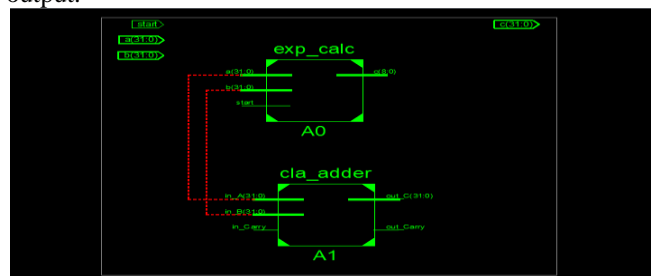 output.
start
c(31:0)
a(31:0)
b(31:0)
exp_calc
a(31:0)
o(8:0)
b(31:0)
start
A0
cla_adder
in_A(31:0)
out_C(31:0)
in_B(31:0)
in_Carry
out_Carry
A1